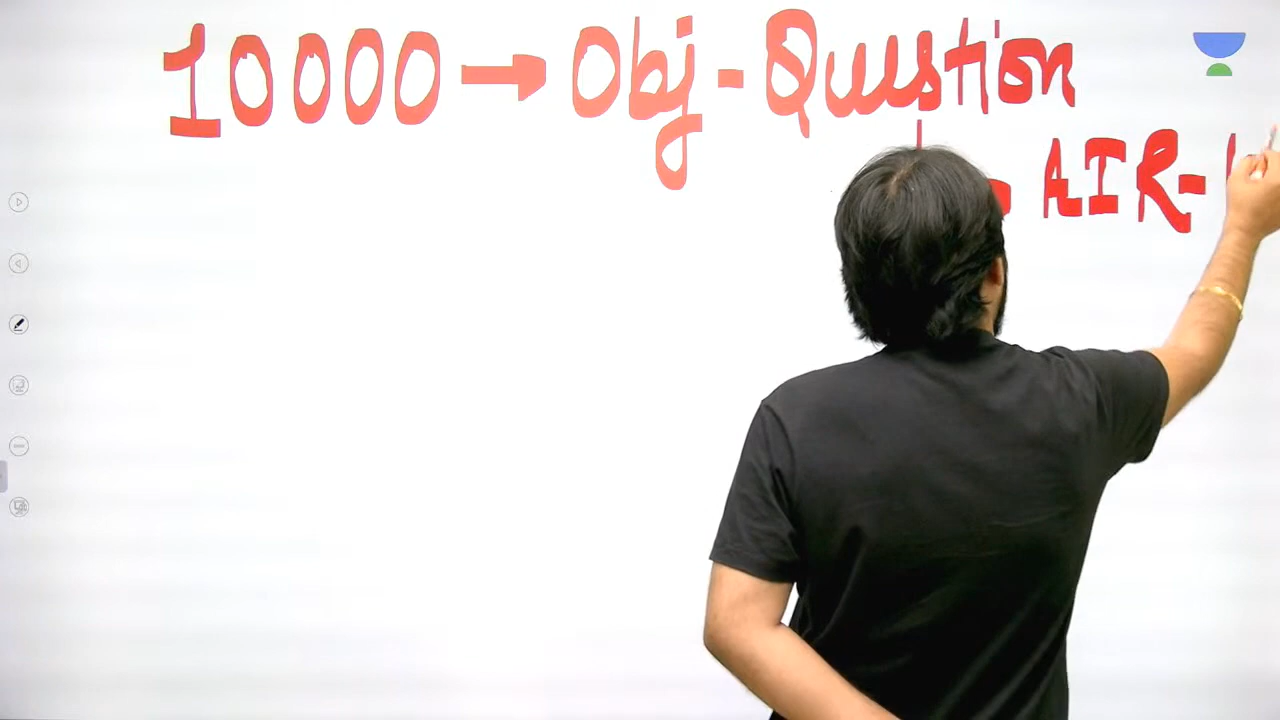 10000 → Obj - Question
AIR-